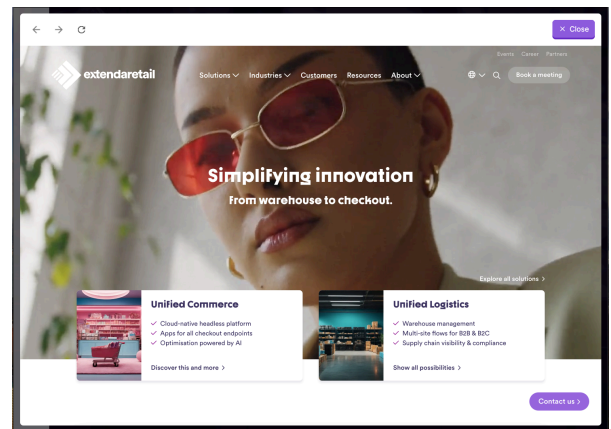 × Close
Events Career Partners
extendaretail
Solutions Industries Customers Resources About
Book a meeting
Simplifying innovation
From warehouse to checkout.
Explore all solutions >
Unified Commerce
Cloud-native headless platform
Apps for all checkout endpoints
Optimisation powered by AI
Discover this and more >
Unified Logistics
Warehouse management
Multi-site flows for B2B & B2C
Supply chain visibility & compliance
Show all possibilities >
Contact us >